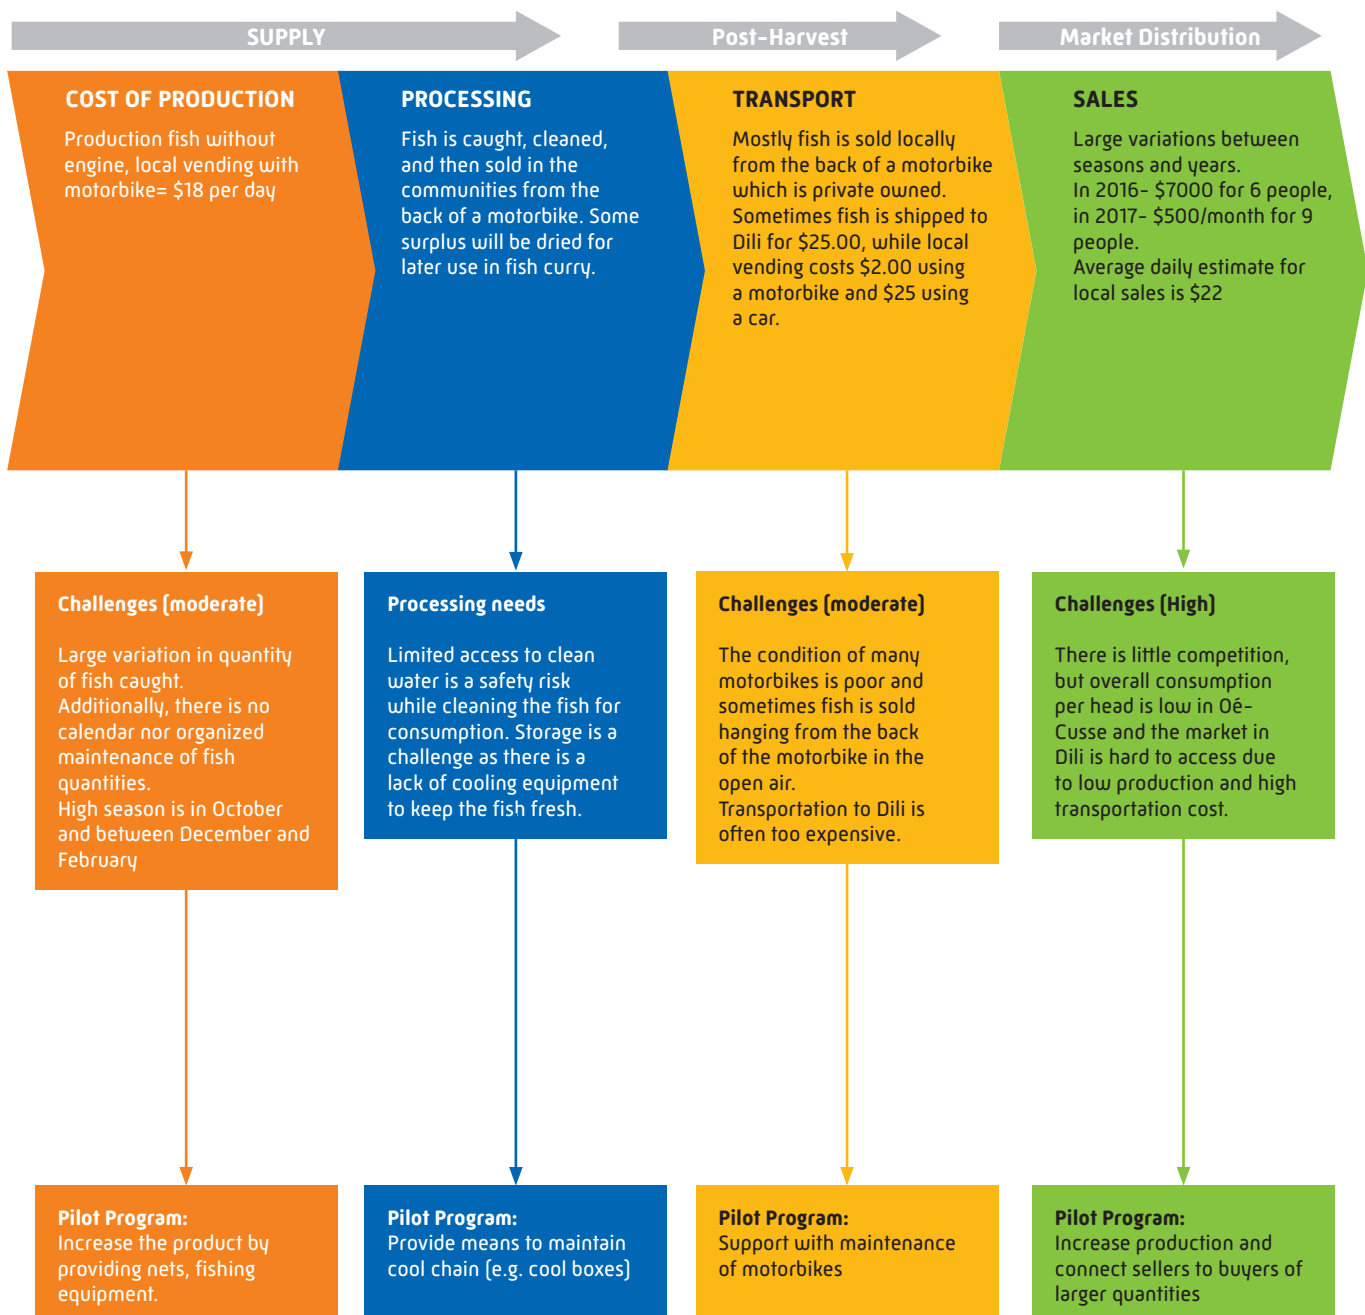 SUPPLY
Post-Harvest
Market Distribution
COST OF PRODUCTION
Production fish without
engine, local vending with
motorbike= $18 per day
PROCESSING
Fish is caught, cleaned,
and then sold in the
communities from the
back of a motorbike. Some
surplus will be dried for
later use in fish curry.
TRANSPORT
Mostly fish is sold locally
from the back of a motorbike
which is private owned.
Sometimes fish is shipped to
Dili for $25.00, while local
vending costs $2.00 using
a motorbike and $25 using
a car.
SALES
Large variations between
seasons and years.
In 2016- $7000 for 6 people,
in 2017- $500/month for 9
people.
Average daily estimate for
local sales is $22
Challenges (moderate)
Large variation in quantity
of fish caught.
Additionally, there is no
calendar nor organized
maintenance of fish
quantities.
High season is in October
and between December and
February
Processing needs
Limited access to clean
water is a safety risk
while cleaning the fish for
consumption. Storage is a
challenge as there is a
lack of cooling equipment
to keep the fish fresh.
Challenges (moderate)
The condition of many
motorbikes is poor and
sometimes fish is sold
hanging from the back
of the motorbike in the
open air.
Transportation to Dili is
often too expensive.
Challenges (High)
There is little competition,
but overall consumption
per head is low in Oé-
Cusse and the market in
Dili is hard to access due
to low production and high
transportation cost.
Pilot Program:
Increase the product by
providing nets, fishing
equipment.
Pilot Program:
Provide means to maintain
cool chain (e.g. cool boxes)
Pilot Program:
Support with maintenance
of motorbikes
Pilot Program:
Increase production and
connect sellers to buyers of
larger quantities